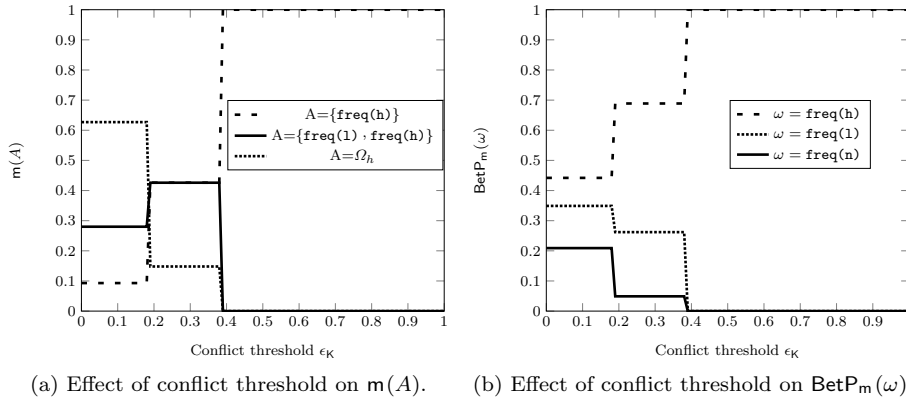 1
0.9
0.8
0.7
0.6
0.5
0.4
0.3
0.2
0.1
0
m(A)
A={freq(h)}
A={freq(l) , freq(h)}
A=Ω_h
0 0.1 0.2 0.3 0.4 0.5 0.6 0.7 0.8 0.9 1
Conflict threshold ϵ_K
(a) Effect of conflict threshold on m(A).
1
0.9
0.8
0.7
0.6
0.5
0.4
0.3
0.2
0.1
0
BetP_m(ω)
ω = freq(h)
ω = freq(l)
ω = freq(n)
0 0.1 0.2 0.3 0.4 0.5 0.6 0.7 0.8 0.9
Conflict threshold ϵ_K
(b) Effect of conflict threshold on BetP_m(ω)